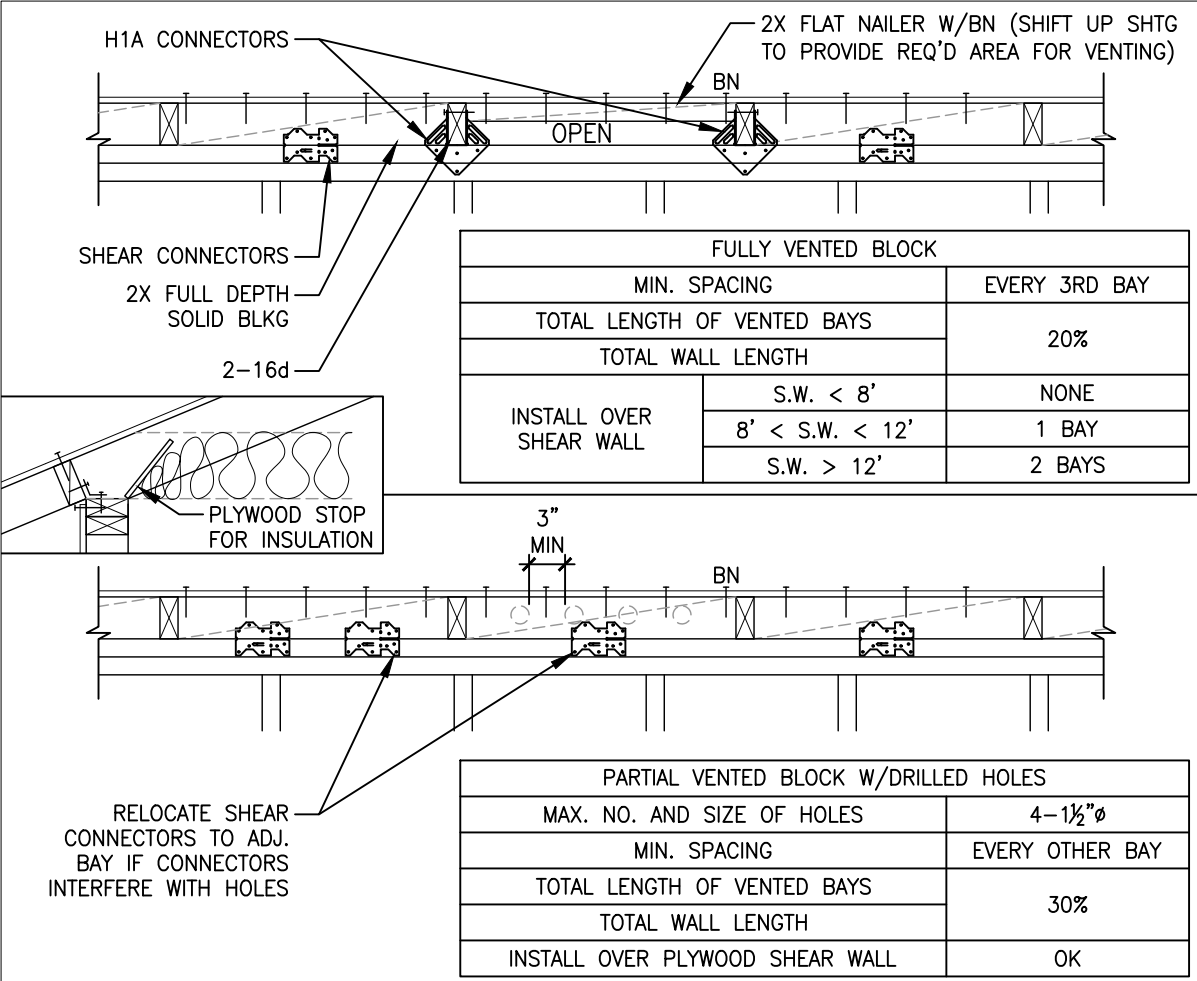 H1A CONNECTORS
2X FLAT NAILER W/BN (SHIFT UP SHTG
TO PROVIDE REQ'D AREA FOR VENTING)
BN
OPEN
SHEAR CONNECTORS
2X FULL DEPTH
SOLID BLKG
2-16d
FULLY VENTED BLOCK
MIN. SPACING
EVERY 3RD BAY
TOTAL LENGTH OF VENTED BAYS
TOTAL WALL LENGTH
20%
INSTALL OVER
SHEAR WALL
S.W. < 8'
NONE
8' < S.W. < 12'
1 BAY
S.W. > 12'
2 BAYS
PLYWOOD STOP
FOR INSULATION
3"
MIN
BN
RELOCATE SHEAR
CONNECTORS TO ADJ.
BAY IF CONNECTORS
INTERFERE WITH HOLES
PARTIAL VENTED BLOCK W/DRILLED HOLES
MAX. NO. AND SIZE OF HOLES
4-1½"ø
MIN. SPACING
EVERY OTHER BAY
TOTAL LENGTH OF VENTED BAYS
TOTAL WALL LENGTH
30%
INSTALL OVER PLYWOOD SHEAR WALL
OK